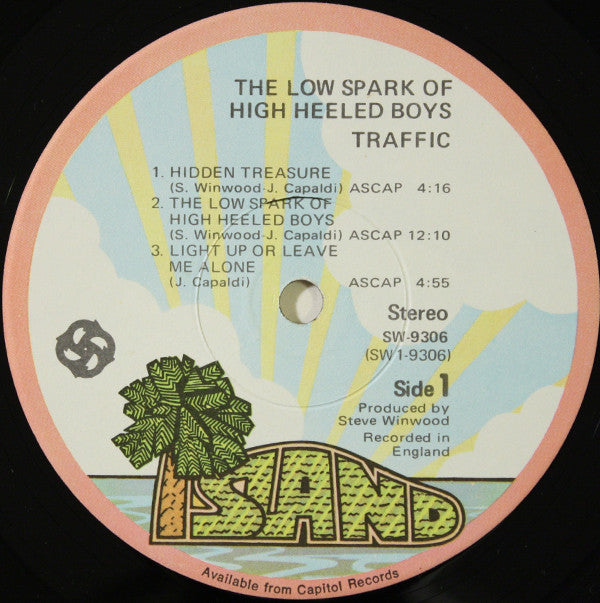 THE LOW SPARK OF
HIGH HEELED BOYS
TRAFFIC
1. HIDDEN TREASURE
(S. Winwood-J. Capaldi) ASCAP 4:16
2. THE LOW SPARK OF
HIGH HEELED BOYS
(S. Winwood-J. Capaldi) ASCAP 12:10
3. LIGHT UP OR LEAVE
ME ALONE
(J. Capaldi) ASCAP 4:55
Stereo
SW-9306
(SW1-9306)
Side 1
Produced by
Steve Winwood
Recorded in
England
ISLAND
Available from Capitol Records